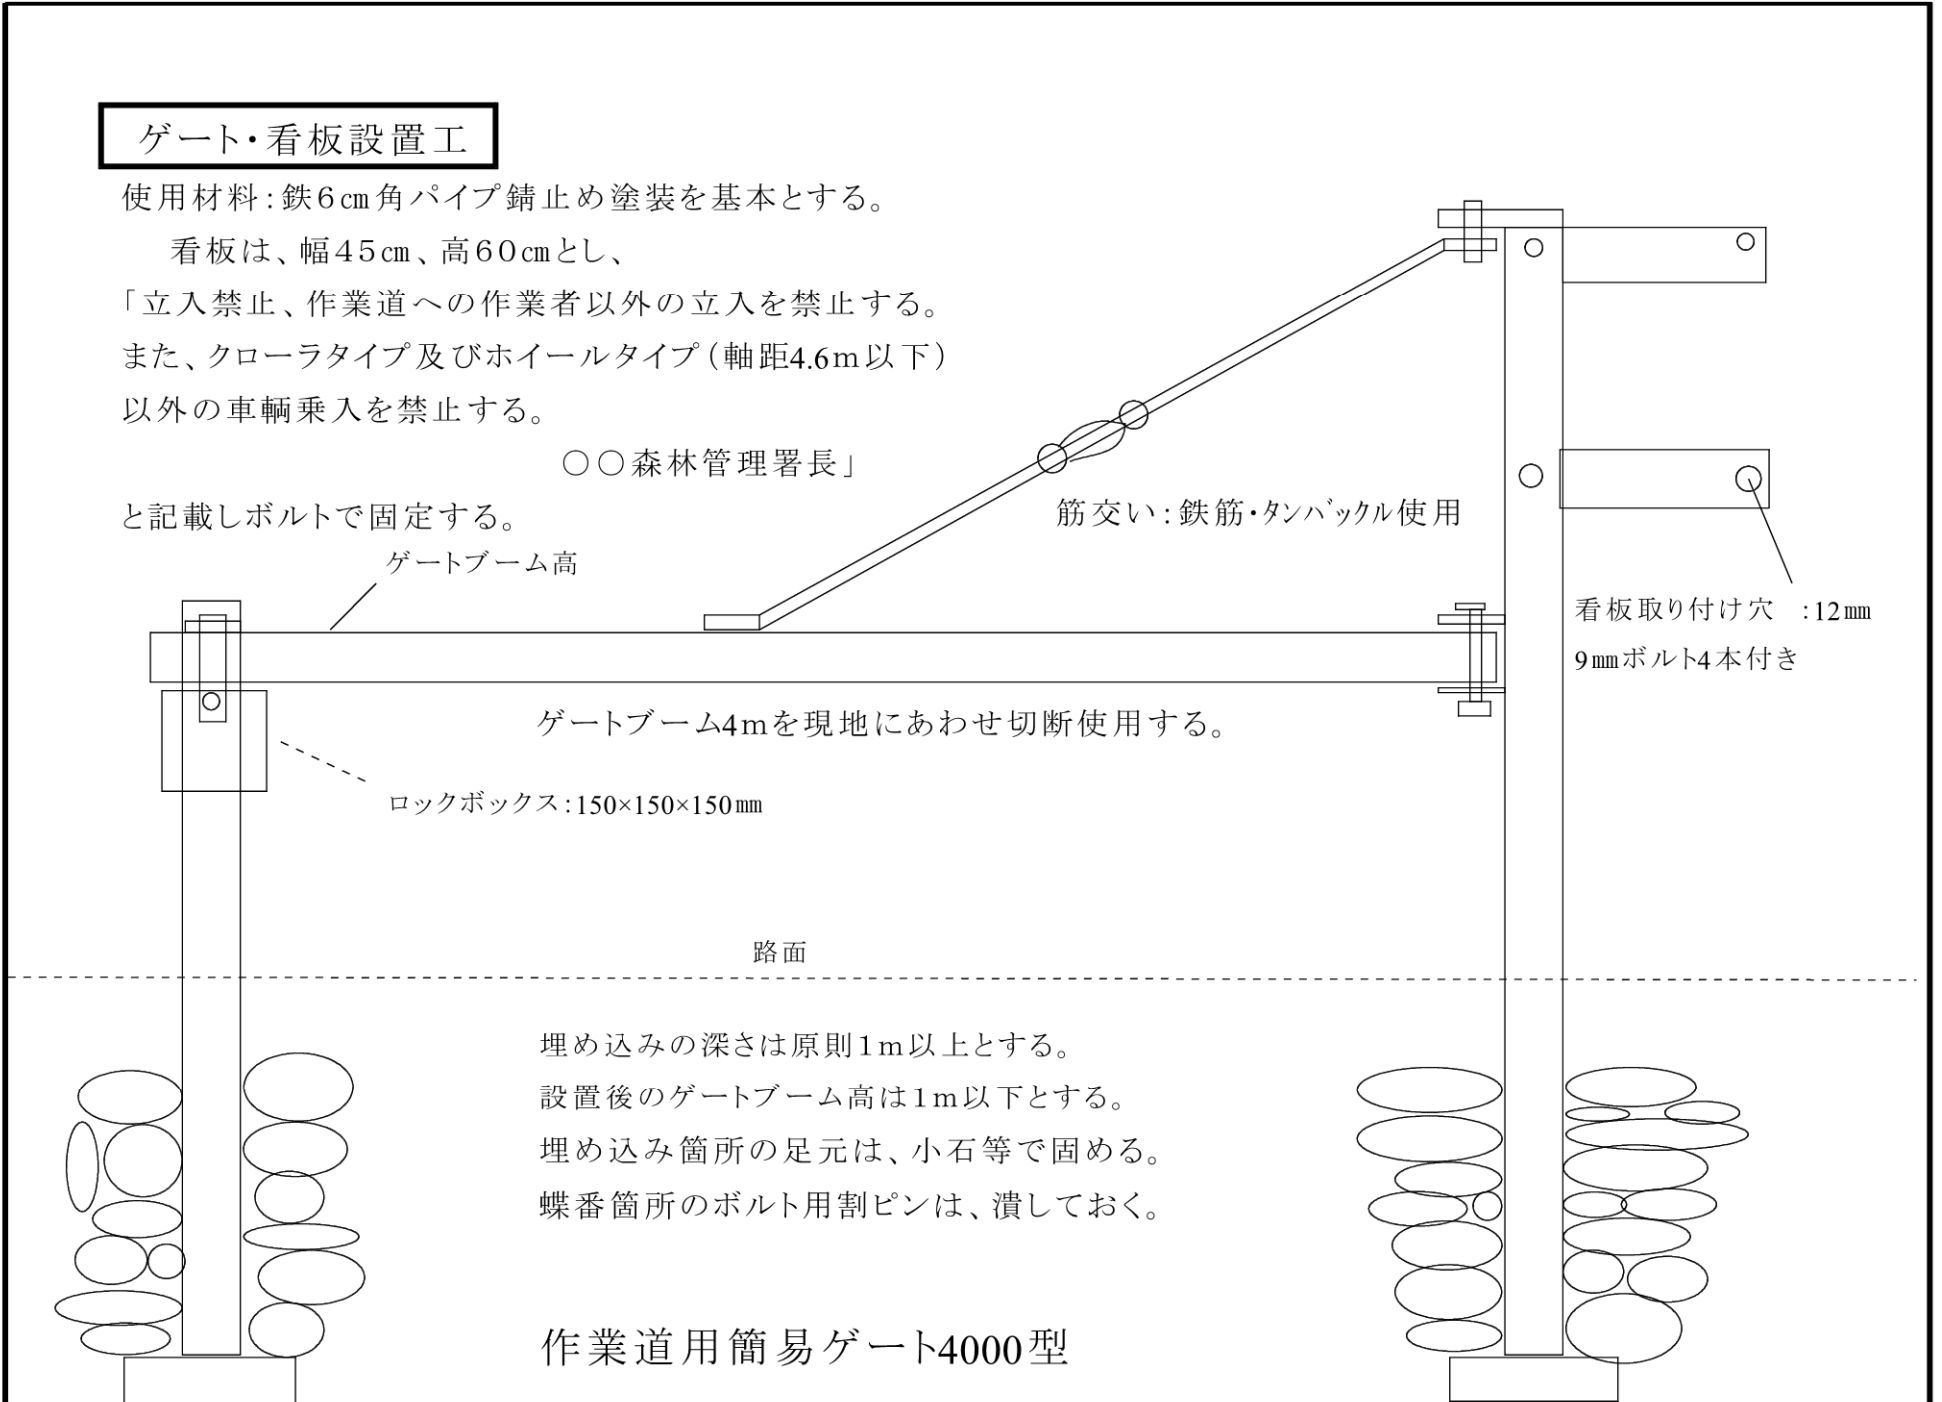 ゲート・看板設置工
使用材料:鉄6㎝角パイプ錆止め塗装を基本とする。
看板は、幅45㎝、高60㎝とし、
「立入禁止、作業道への作業者以外の立入を禁止する。
また、クローラタイプ及びホイールタイプ(軸距4.6m以下)
以外の車輌乗入を禁止する。
○○森林管理署長」
と記載しボルトで固定する。
筋交い:鉄筋・タンバックル使用
ゲートブーム高
看板取り付け穴 :12㎜
9㎜ボルト4本付き
ゲートブーム4mを現地にあわせ切断使用する。
ロックボックス:150×150×150㎜
路面
埋め込みの深さは原則1m以上とする。
設置後のゲートブーム高は1m以下とする。
埋め込み箇所の足元は、小石等で固める。
蝶番箇所のボルト用割ピンは、潰しておく。
作業道用簡易ゲート4000型